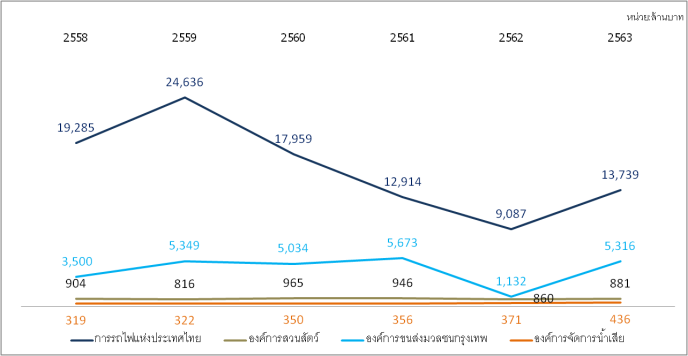 หน่วย:ล้านบาท
2558 2559 2560 2561 2562 2563
24,636
19,285
17,959
12,914
13,739
9,087
3,500 5,349 5,034 5,673 1,132 5,316
904 816 965 946 860 881
319 322 350 356 371 436
การรถไฟแห่งประเทศไทย องค์การสวนสัตว์ องค์การขนส่งมวลชนกรุงเทพ องค์การจัดการน้ำเสีย